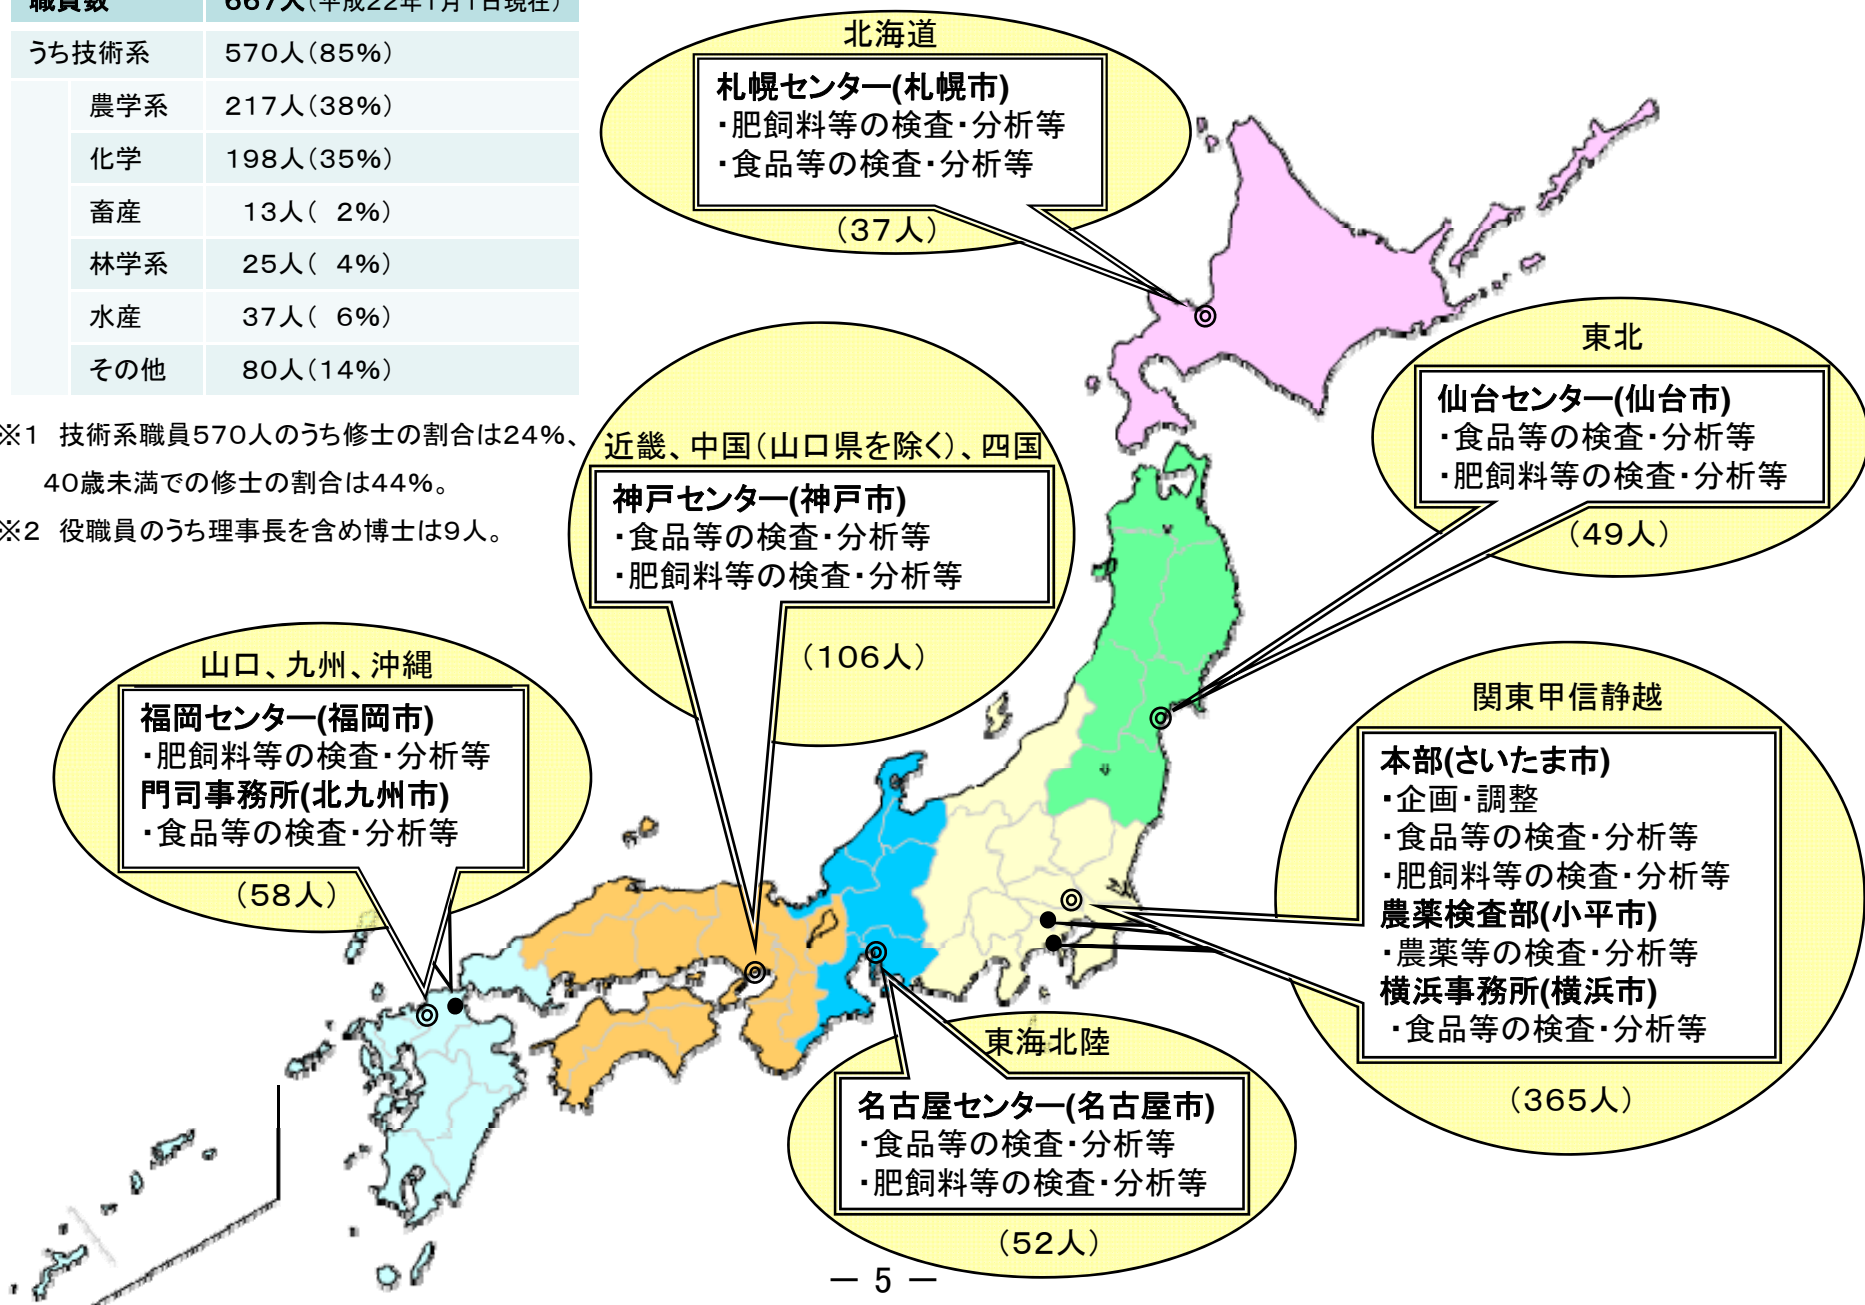 職員数 667人(平成22年1月1日現在)
うち技術系 570人(85%)
農学系 217人(38%)
化学 198人(35%)
畜産 13人( 2%)
林学系 25人( 4%)
水産 37人( 6%)
その他 80人(14%)
※1 技術系職員570人のうち修士の割合は24%、
40歳未満での修士の割合は44%。
※2 役職員のうち理事長を含め博士は9人。
北海道
札幌センター(札幌市)
・肥飼料等の検査・分析等
・食品等の検査・分析等
(37人)
東北
仙台センター(仙台市)
・食品等の検査・分析等
・肥飼料等の検査・分析等
(49人)
近畿、中国(山口県を除く)、四国
神戸センター(神戸市)
・食品等の検査・分析等
・肥飼料等の検査・分析等
(106人)
山口、九州、沖縄
福岡センター(福岡市)
・肥飼料等の検査・分析等
門司事務所(北九州市)
・食品等の検査・分析等
(58人)
関東甲信静越
本部(さいたま市)
・企画・調整
・食品等の検査・分析等
・肥飼料等の検査・分析等
農薬検査部(小平市)
・農薬等の検査・分析等
横浜事務所(横浜市)
・食品等の検査・分析等
(365人)
東海北陸
名古屋センター(名古屋市)
・食品等の検査・分析等
・肥飼料等の検査・分析等
(52人)
― 5 ―